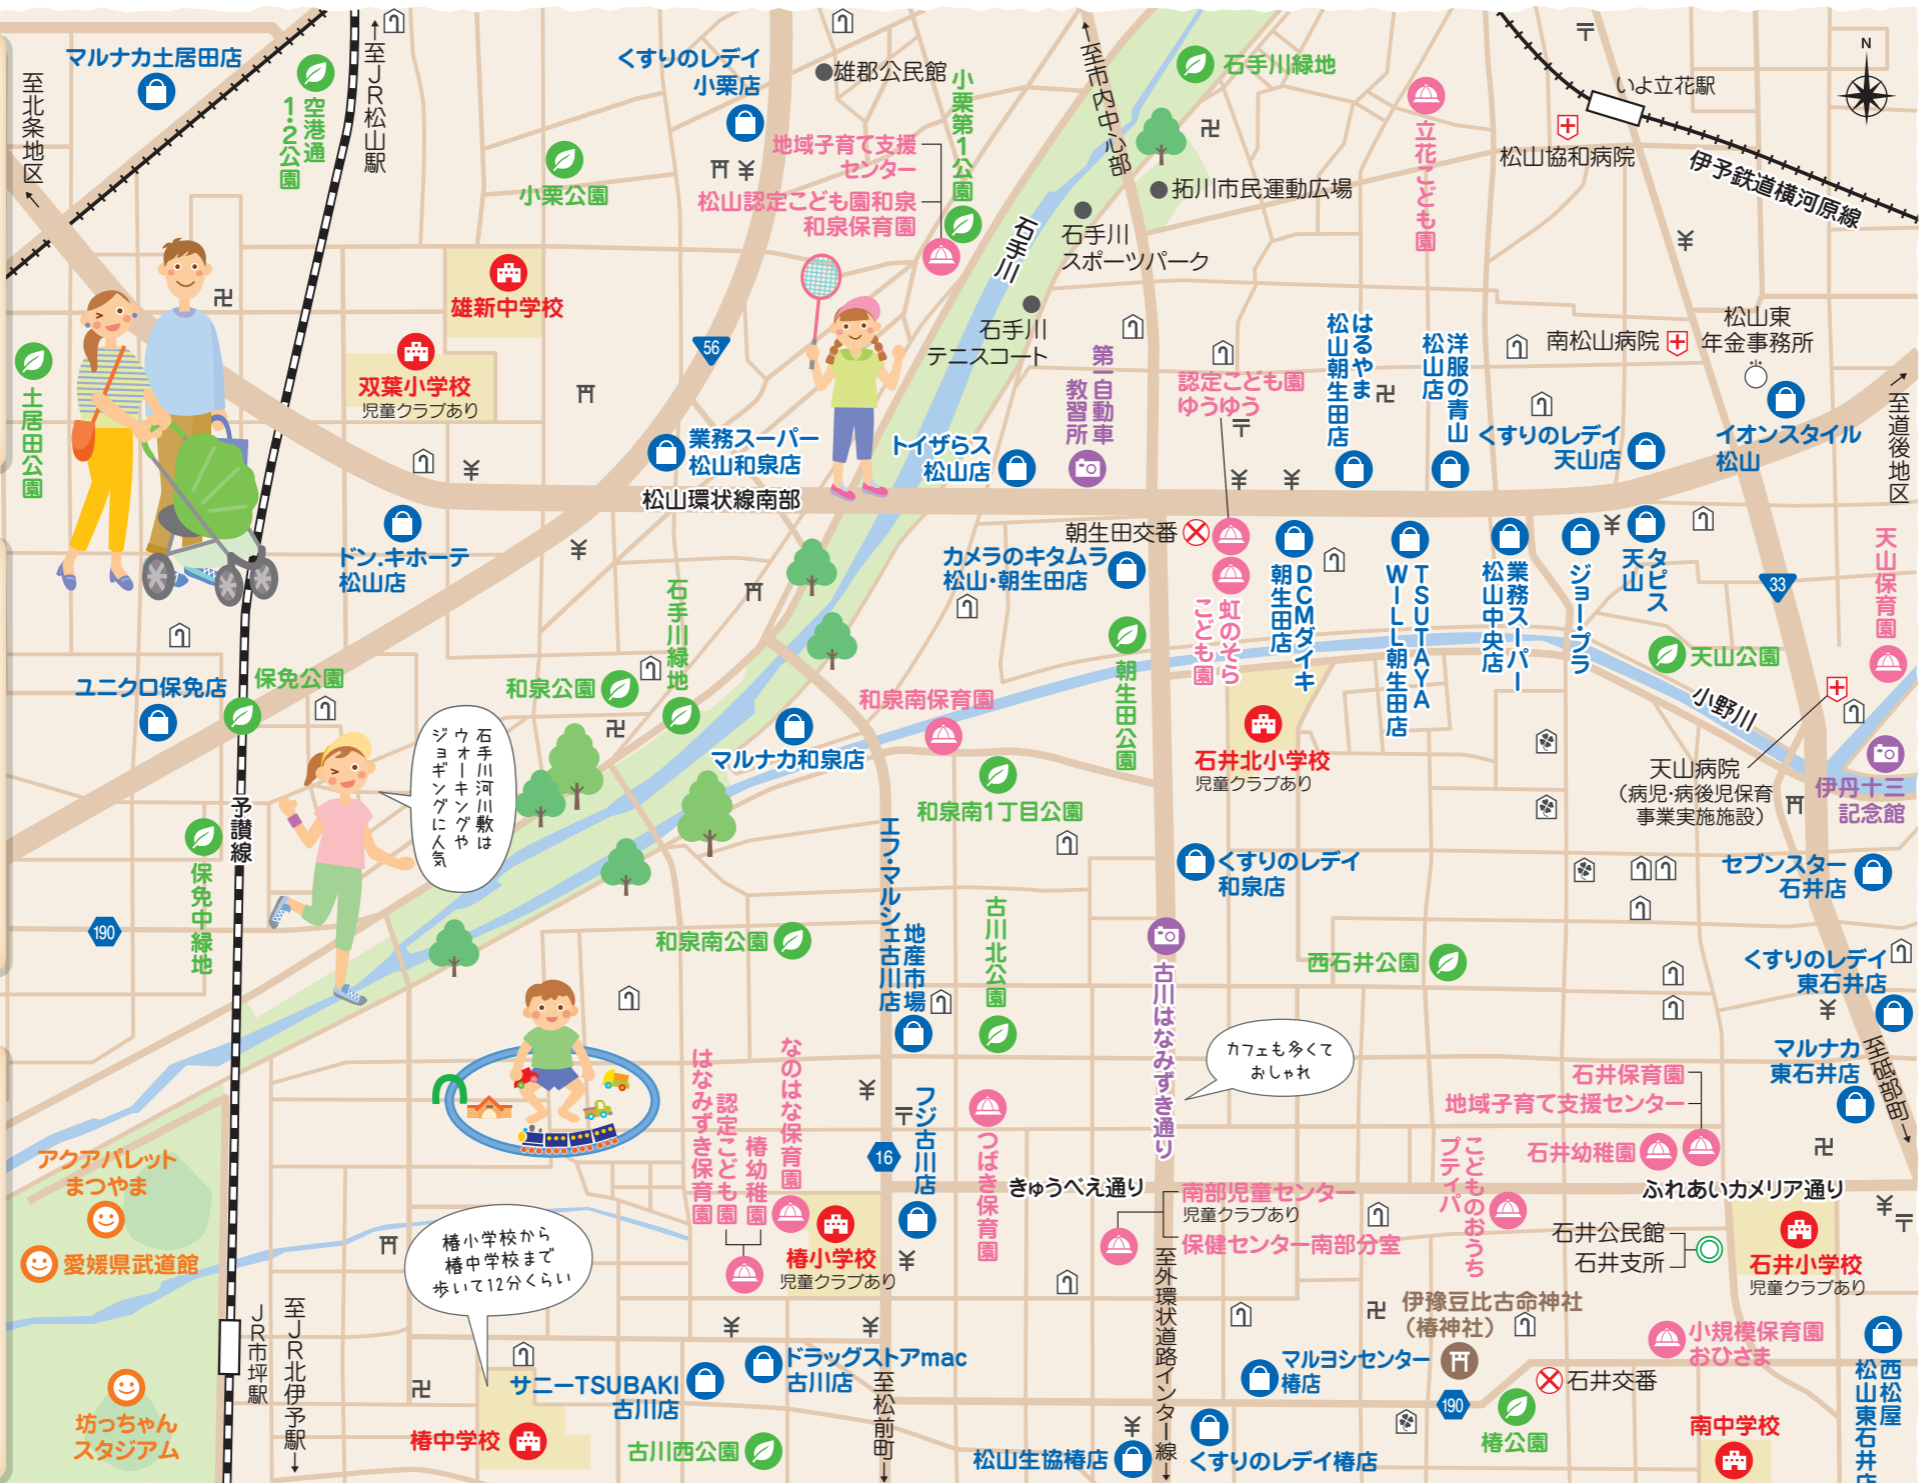 マルナカ土居田店
至北条地区
空港通
1・2公園
至JR松山駅
くすりのレデイ
小栗店
雄郡公民館
小栗第1公園
地域子育て支援
センター
松山認定こども園和泉
和泉保育園
小栗公園
至市内中心部
石手川緑地
拓川市民運動広場
石手川
石手川
スポーツパーク
石手川
テニスコート
立花こども園
いよ立花駅
松山協和病院
伊予鉄道横河原線
N
雄新中学校
双葉小学校
児童クラブあり
土居田公園
56
業務スーパー
松山和泉店
トイザらス
松山店
第一自動車
教習所
認定こども園
ゆうゆう
はるやま
松山朝生田店
洋服の青山
松山店
南松山病院
松山東
年金事務所
くすりのレデイ
天山店
イオンスタイル
松山
至道後地区
松山環状線南部
ドン.キホーテ
松山店
朝生田交番
カメラのキタムラ
松山・朝生田店
虹のそら
こども園
DCMダイキ
朝生田店
TSUTAYA
WILL朝生田店
業務スーパー
松山中央店
ジョー・プラ
タピス
天山
33
天山保育園
石手川緑地
ユニクロ保免店
保免公園
和泉公園
マルナカ和泉店
和泉南保育園
朝生田公園
石井北小学校
児童クラブあり
天山公園
小野川
天山病院
(病児・病後児保育
事業実施施設)
伊丹十三
記念館
石手川河川敷は
ウォーキングや
ジョギングに人気
和泉南1丁目公園
予讃線
保免中緑地
190
エフ・マルシェ古川店
地産市場
古川北公園
くすりのレデイ
和泉店
セブンスター
石井店
和泉南公園
西石井公園
くすりのレデイ
東石井店
古川はなみずき通り
カフェも多くて
おしゃれ
マルナカ
東石井店
至砥部町
石井保育園
地域子育て支援センター
石井幼稚園
こどものおうち
プティパ
なのはな保育園
はなみずき保育園
認定こども園
椿幼稚園
フジ古川店
16
つばき保育園
きゅうべえ通り
ふれあいカメリア通り
アクアパレット
まつやま
愛媛県武道館
椿小学校から
椿中学校まで
歩いて12分くらい
椿小学校
児童クラブあり
南部児童センター
児童クラブあり
保健センター南部分室
石井公民館
石井支所
石井小学校
児童クラブあり
JR市坪駅
至JR北伊予駅
至外環状道路インター線
伊豫豆比古命神社
(椿神社)
小規模保育園
おひさま
坊っちゃん
スタジアム
サニーTSUBAKI
古川店
ドラッグストアmac
古川店
至松前町
マルヨシセンター
椿店
190
石井交番
西松屋
松山東石井店
椿中学校
古川西公園
松山生協椿店
くすりのレデイ椿店
椿公園
南中学校